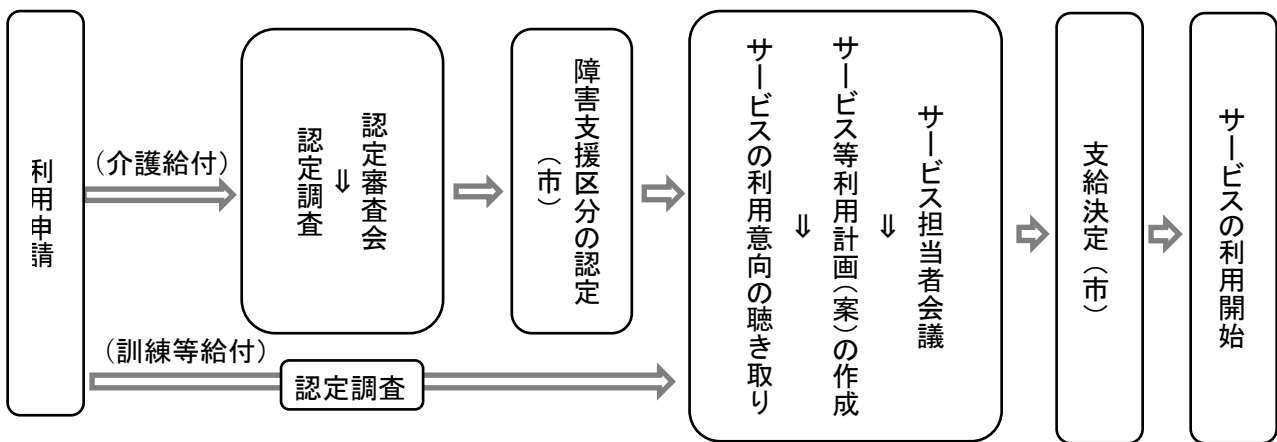 利用申請
(介護給付)
認定調査
⇓
認定審査会
障害支援区分の認定
(市)
(訓練等給付)
認定調査
サービスの利用意向の聴き取り
⇓
サービス等利用計画(案)の作成
⇓
サービス担当者会議
支給決定(市)
サービスの利用開始